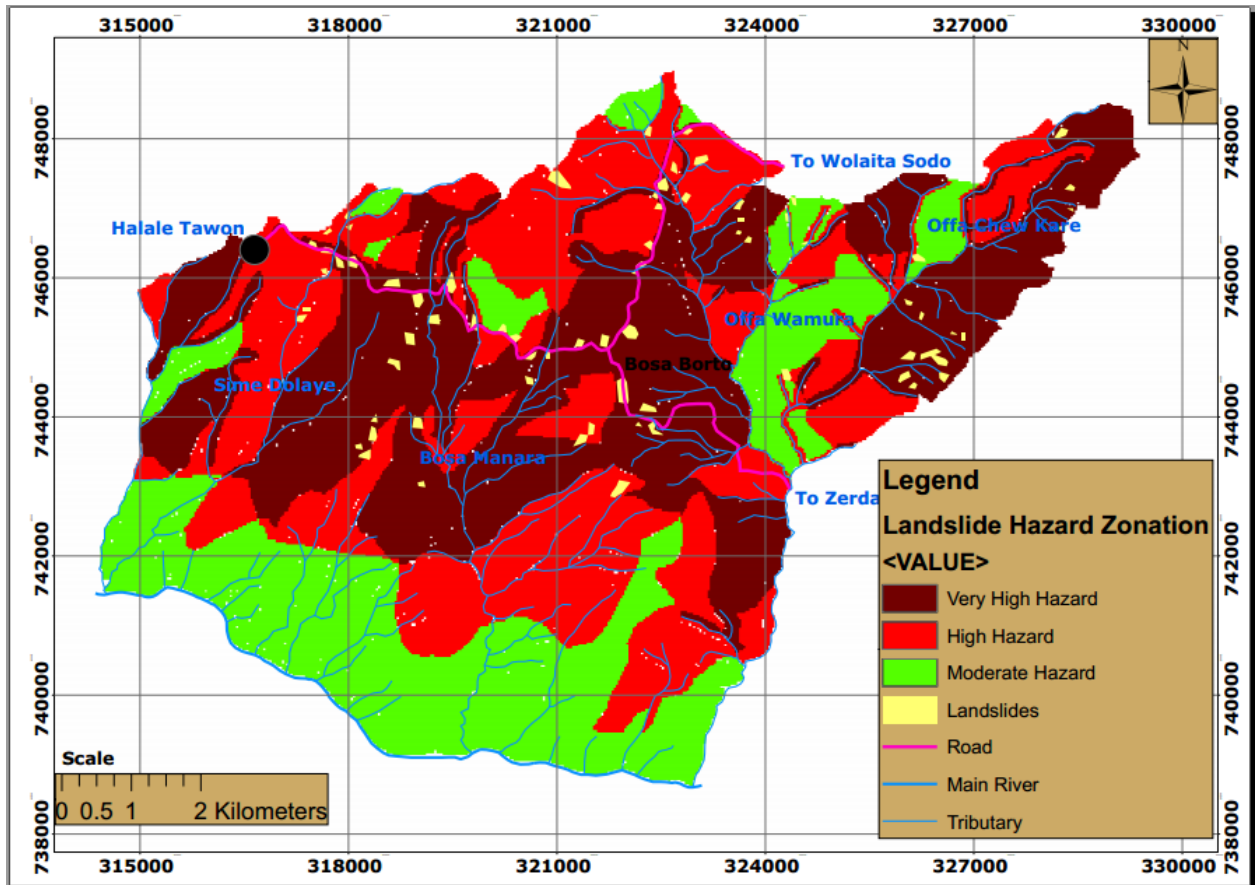 315000 318000 321000 324000 327000 330000
N
748000 748000
To Wolaita Sodo
Halale Tawon
Offa Chew Kare
746000 746000
Offa Wamura
Bosa Borto
Sime Dolaye
744000 744000
Bosa Manara
To Zerda
Legend
Landslide Hazard Zonation
<VALUE>
742000 742000
Very High Hazard
High Hazard
Moderate Hazard
740000 740000
Landslides
Road
Scale
Main River
0 0.5 1 2 Kilometers
Tributary
738000 738000
315000 318000 321000 324000 327000 330000